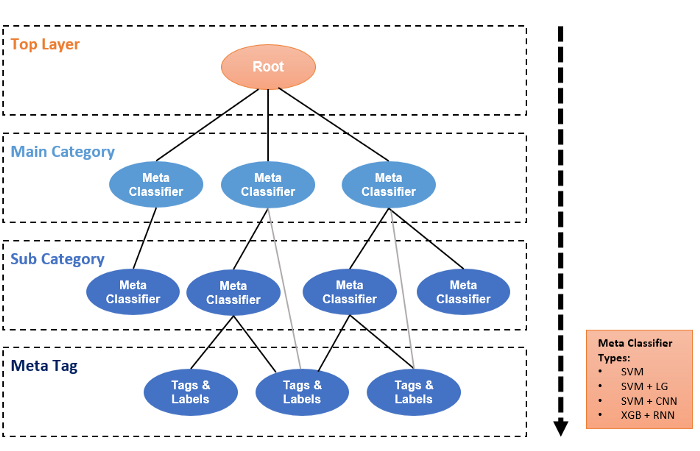 Top Layer
Root
Main Category
Meta
Classifier
Meta
Classifier
Meta
Classifier
Sub Category
Meta
Classifier
Meta
Classifier
Meta
Classifier
Meta
Classifier
Meta Tag
Tags &
Labels
Tags &
Labels
Tags &
Labels
Meta Classifier
Types:
• SVM
• SVM + LG
• SVM + CNN
• XGB + RNN